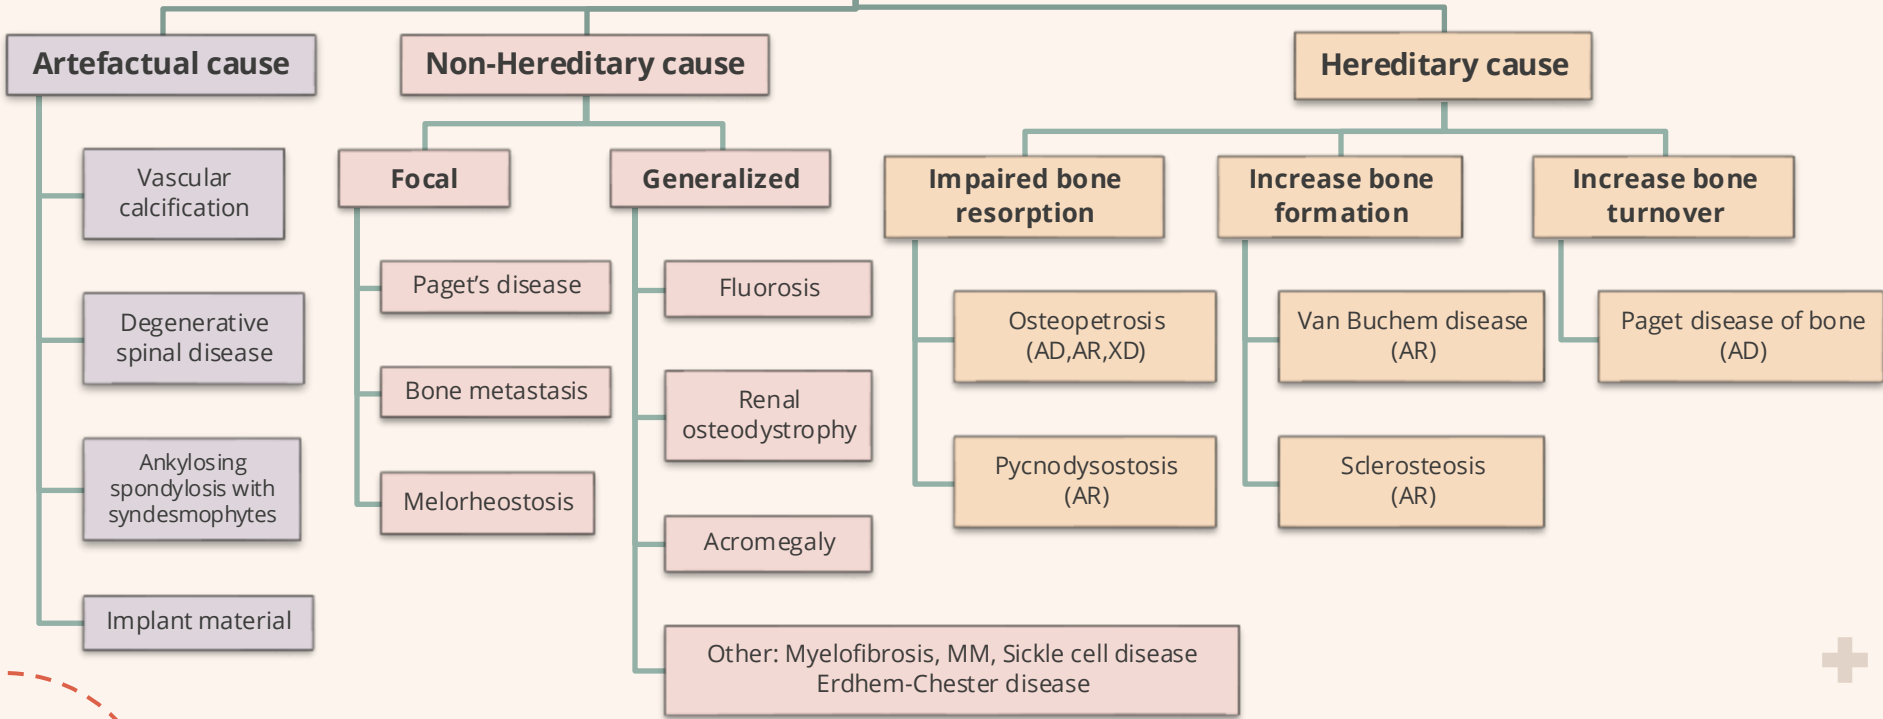 Artefactual cause
Vascular
calcification
Degenerative
spinal disease
Ankylosing
spondylosis with
syndesmophytes
Implant material
Non-Hereditary cause
Focal
Paget’s disease
Bone metastasis
Melorheostosis
Generalized
Fluorosis
Renal
osteodystrophy
Acromegaly
Other: Myelofibrosis, MM, Sickle cell disease
Erdhem-Chester disease
Hereditary cause
Impaired bone
resorption
Osteopetrosis
(AD,AR,XD)
Pycnodysostosis
(AR)
Increase bone
formation
Van Buchem disease
(AR)
Sclerosteosis
(AR)
Increase bone
turnover
Paget disease of bone
(AD)